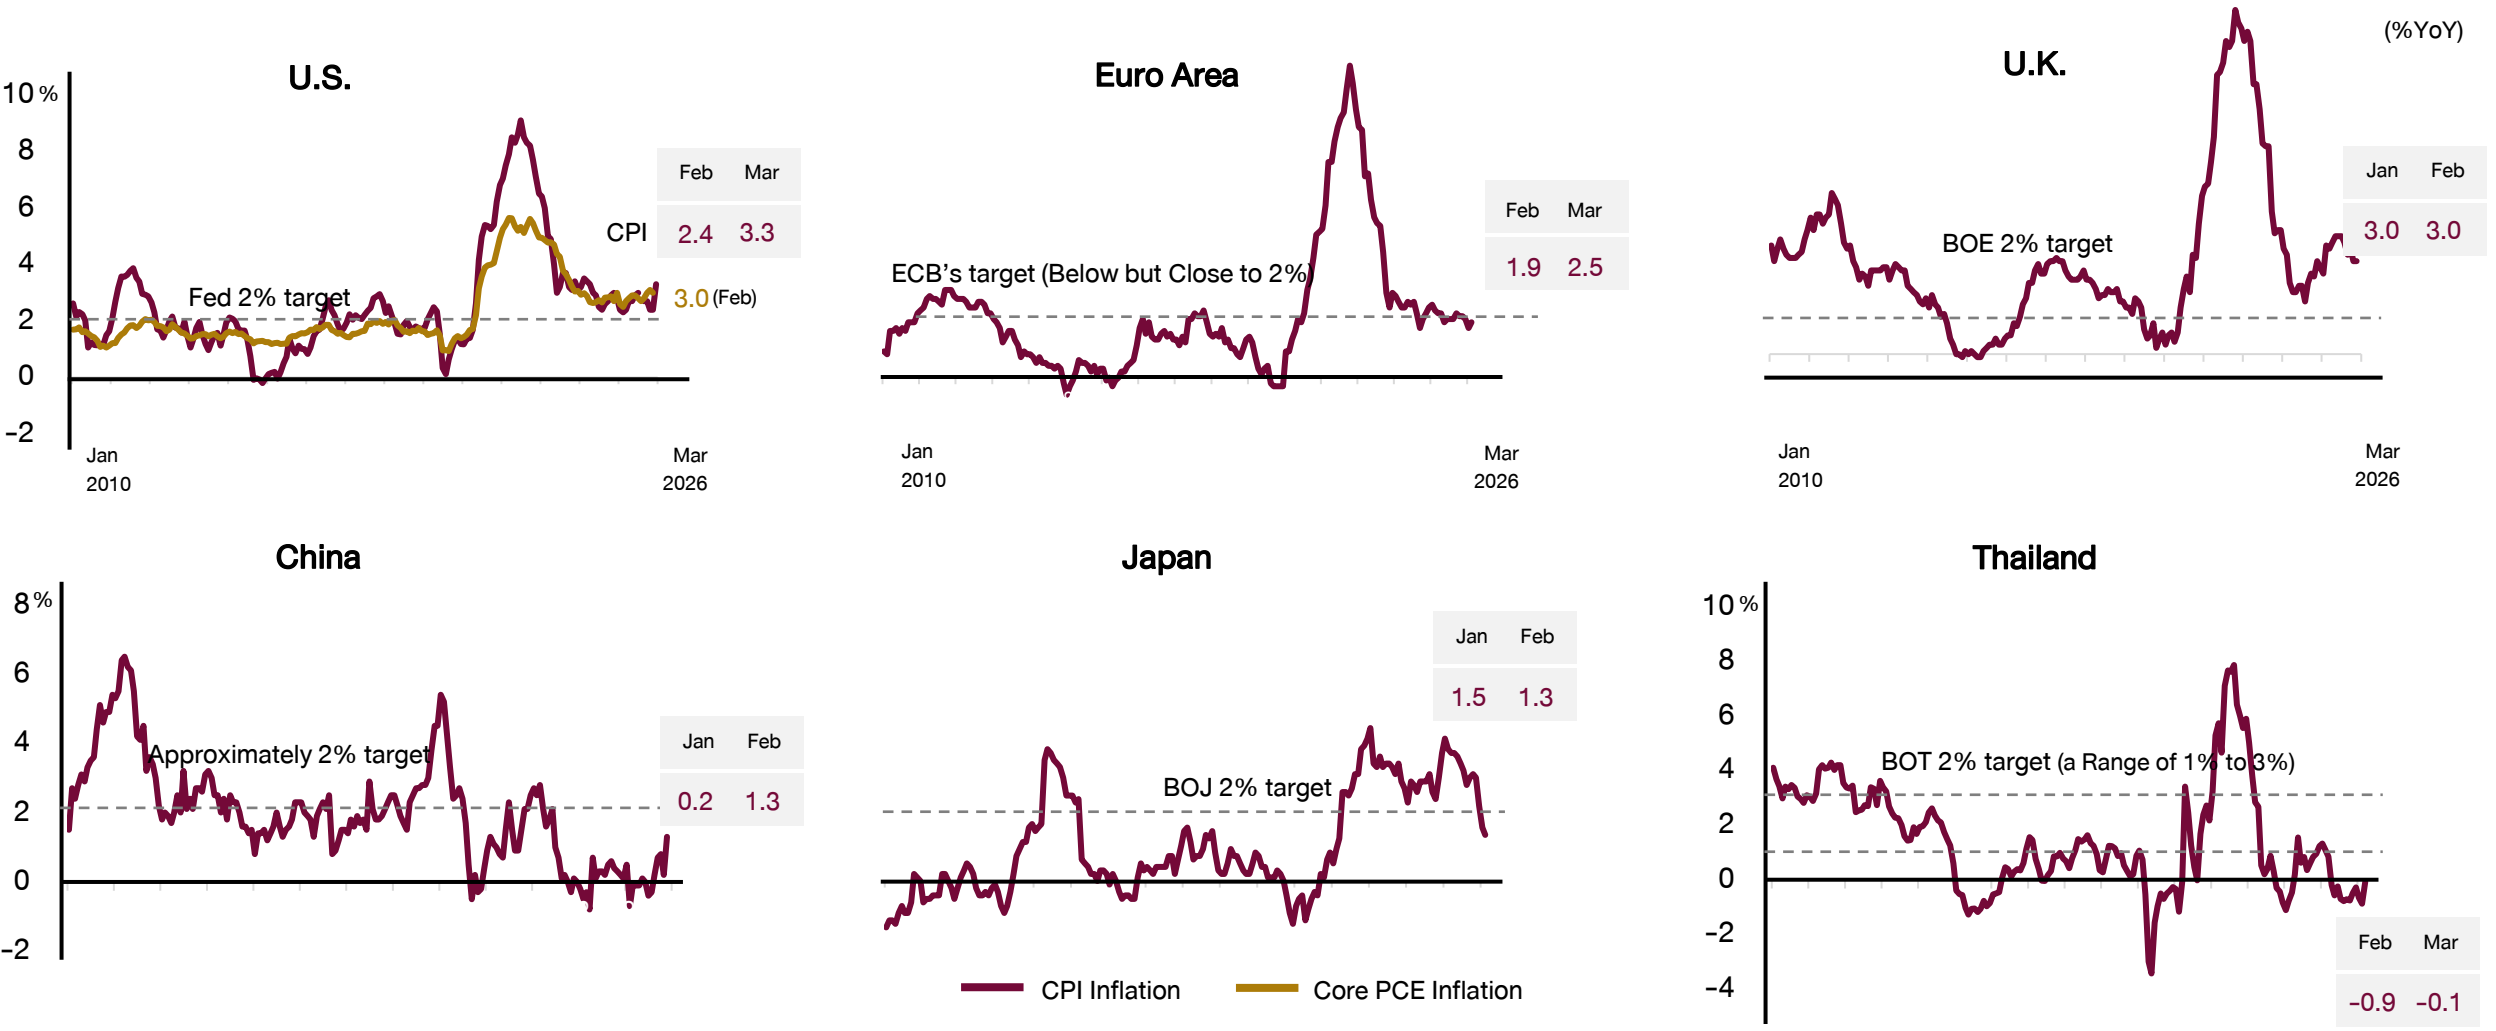 (%YoY)
U.S.
10 %
8
6
4
2
0
-2
Feb Mar
CPI 2.4 3.3
3.0 (Feb)
Fed 2% target
Jan
2010
Mar
2026
Euro Area
Feb Mar
1.9 2.5
ECB's target (Below but Close to 2%)
Jan
2010
Mar
2026
U.K.
Jan Feb
3.0 3.0
BOE 2% target
Jan
2010
Mar
2026
China
8 %
6
4
2
0
-2
Approximately 2% target
Jan Feb
0.2 1.3
Japan
Jan Feb
1.5 1.3
BOJ 2% target
CPI Inflation
Core PCE Inflation
Thailand
10 %
8
6
4
2
0
-2
-4
BOT 2% target (a Range of 1% to 3%)
Feb Mar
-0.9 -0.1